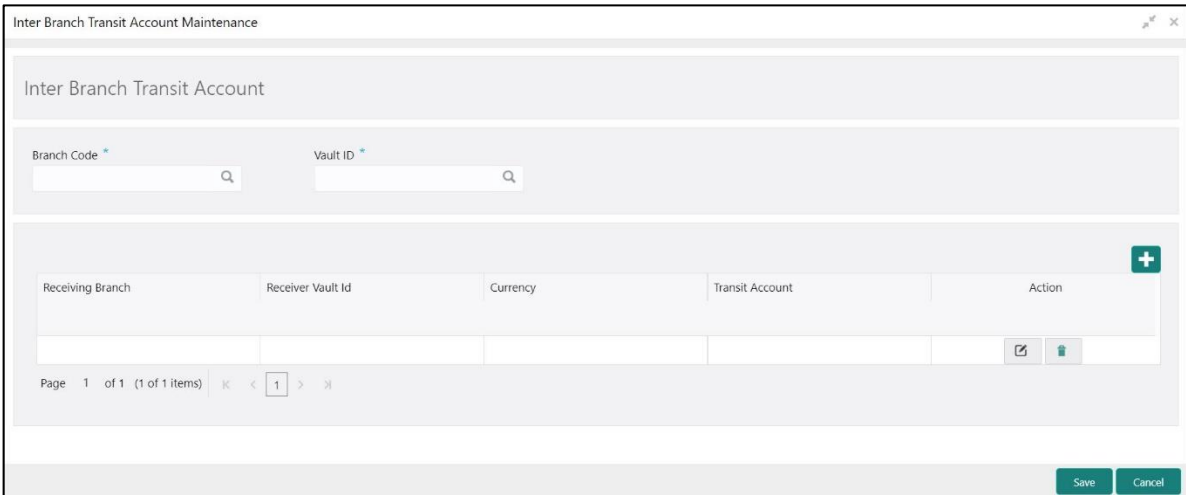 Inter Branch Transit Account Maintenance
Inter Branch Transit Account
Branch Code * Vault ID *
Receiving Branch Receiver Vault Id Currency Transit Account Action
Page 1 of 1 (1 of 1 items) 1
Save Cancel